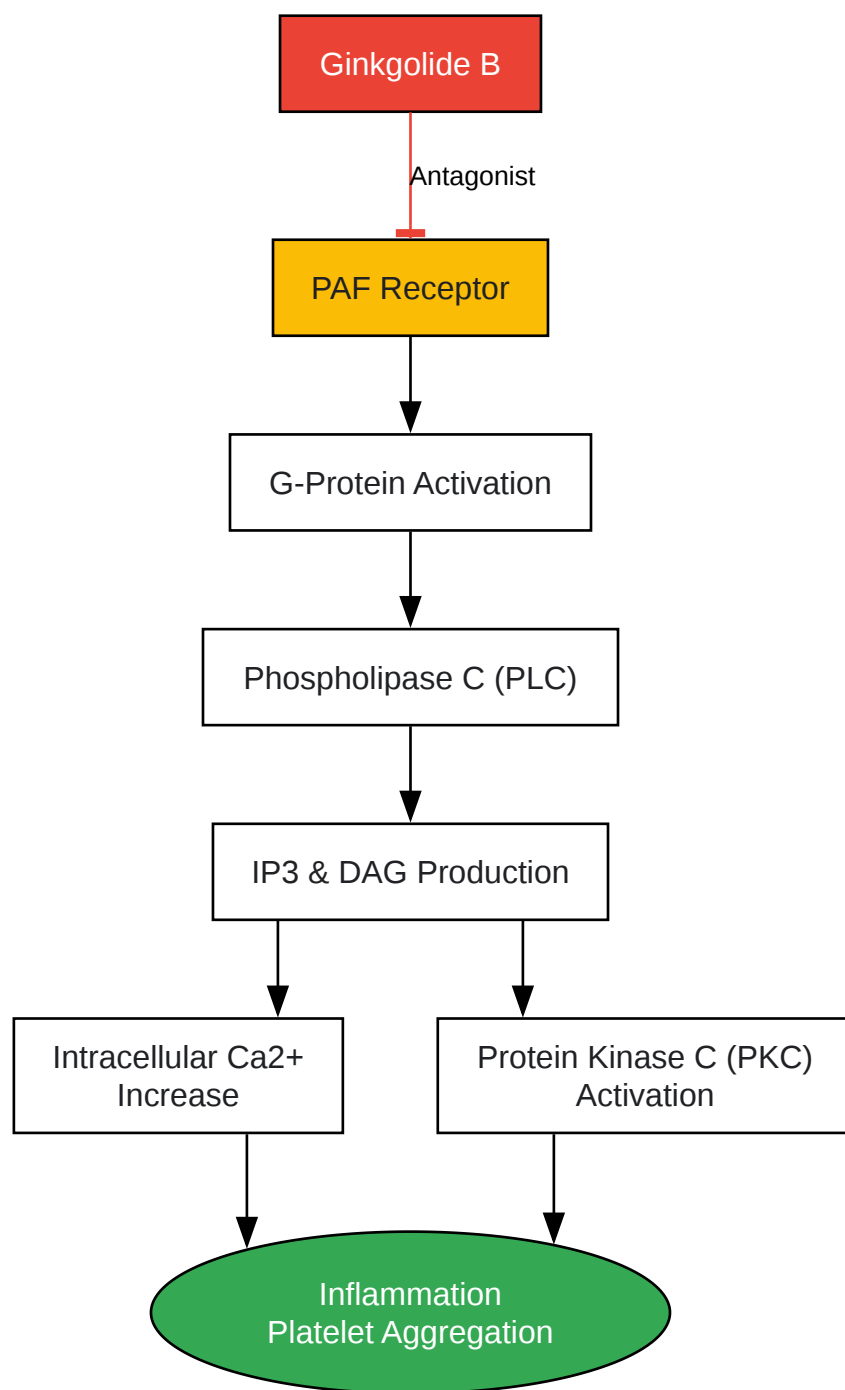 Ginkgolide B
Antagonist
PAF Receptor
G-Protein Activation
Phospholipase C (PLC)
IP3 & DAG Production
Intracellular Ca2+
Increase
Protein Kinase C (PKC)
Activation
Inflammation
Platelet Aggregation